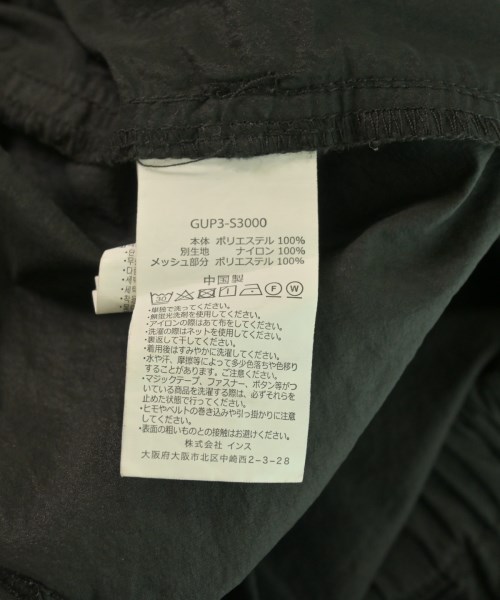 GUP3-S3000
本体 ポリエステル 100%
別生地 ナイロン 100%
メッシュ部分 ポリエステル 100%
中国製
30 F W
・単独で洗ってください。
・無蛍光洗剤を使用してください。
・アイロンの際はあて布をしてください。
・洗濯の際はネットを使用してください。
・裏返して干してください。
・着用後はすみやかに洗濯してください。
・水や汗、摩擦等によって多少色落ちや色移り
することがあります。ご注意ください。
・マジックテープ、ファスナー、ボタン等がつ
いている商品を洗濯する際は、必ずそれらを
止めた状態で行ってください。
・ヒモやベルトの巻き込みや引っ掛かりに注意
してください。
・表面の粗いものとの接触はお避けください。
株式会社 インス
大阪府大阪市北区中崎西2-3-28